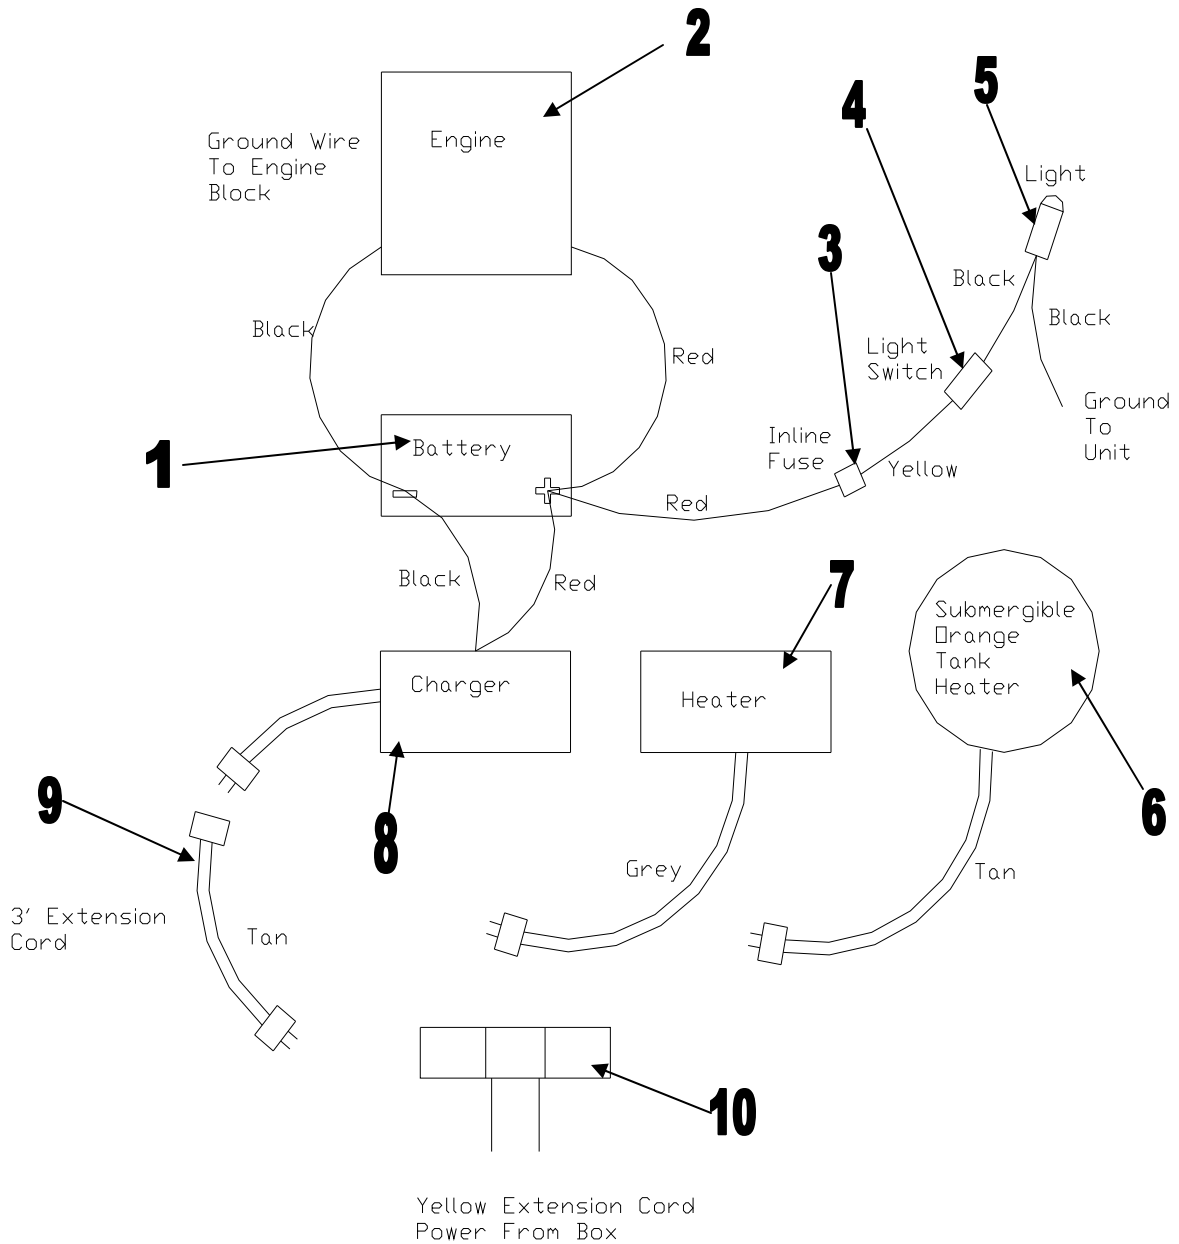 2
5
4
Ground Wire
To Engine
Block
Engine
Light
3
Black
Black
Black
Red
Light
Switch
Ground
To
Unit
1
Battery
Inline
Fuse
Yellow
Red
Black
Red
7
Submergible
Orange
Tank
Heater
Charger
Heater
9
8
6
Grey
Tan
3' Extension
Cord
Tan
10
Yellow Extension Cord
Power From Box